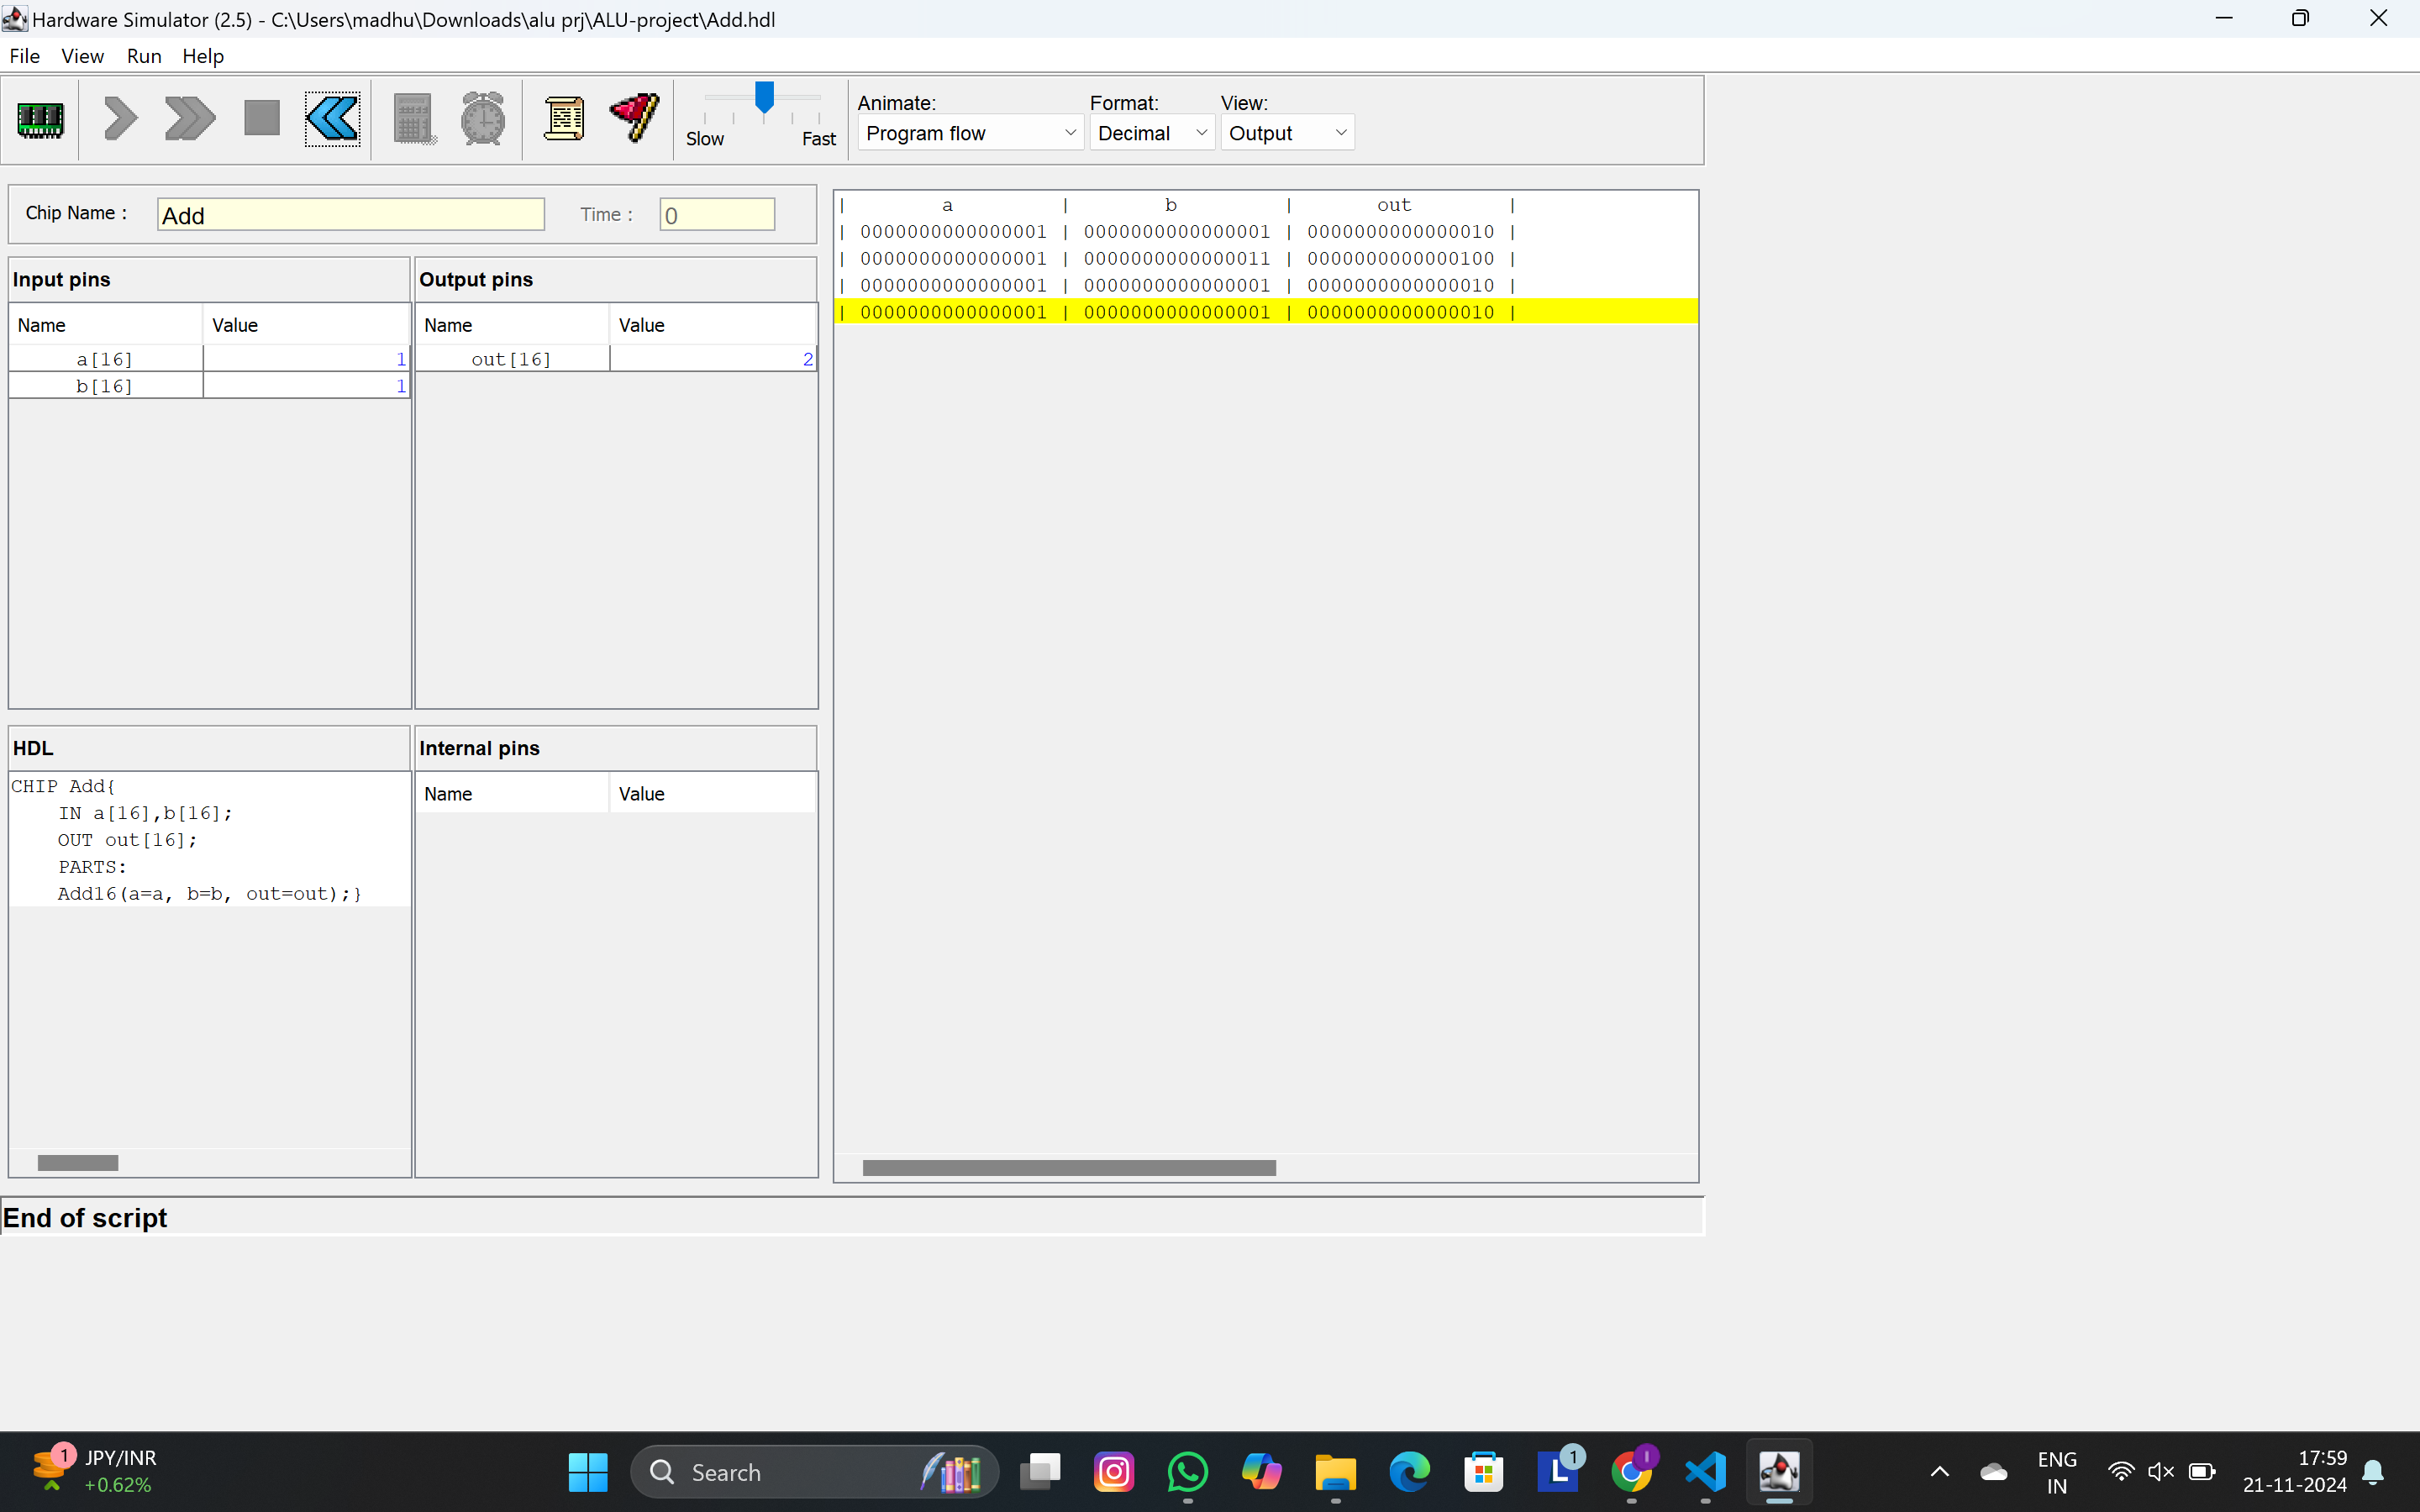 Hardware Simulator (2.5) - C:\Users\madhu\Downloads\alu prj\ALU-project\Add.hdl
File View Run Help
Slow Fast
Animate: Format: View:
Program flow Decimal Output
Chip Name : Add Time : 0
Input pins
Name Value
a[16] 1
b[16] 1
Output pins
Name Value
out[16] 2
| a | b | out |
| 0000000000000001 | 0000000000000001 | 0000000000000010 |
| 0000000000000001 | 0000000000000011 | 0000000000000100 |
| 0000000000000001 | 0000000000000001 | 0000000000000010 |
| 0000000000000001 | 0000000000000001 | 0000000000000010 |
HDL
CHIP Add{
IN a[16],b[16];
OUT out[16];
PARTS:
Add16(a=a, b=b, out=out);}
Internal pins
Name Value
End of script
1 JPY/INR
+0.62%
Search
L 1
I
ENG
IN
17:59
21-11-2024